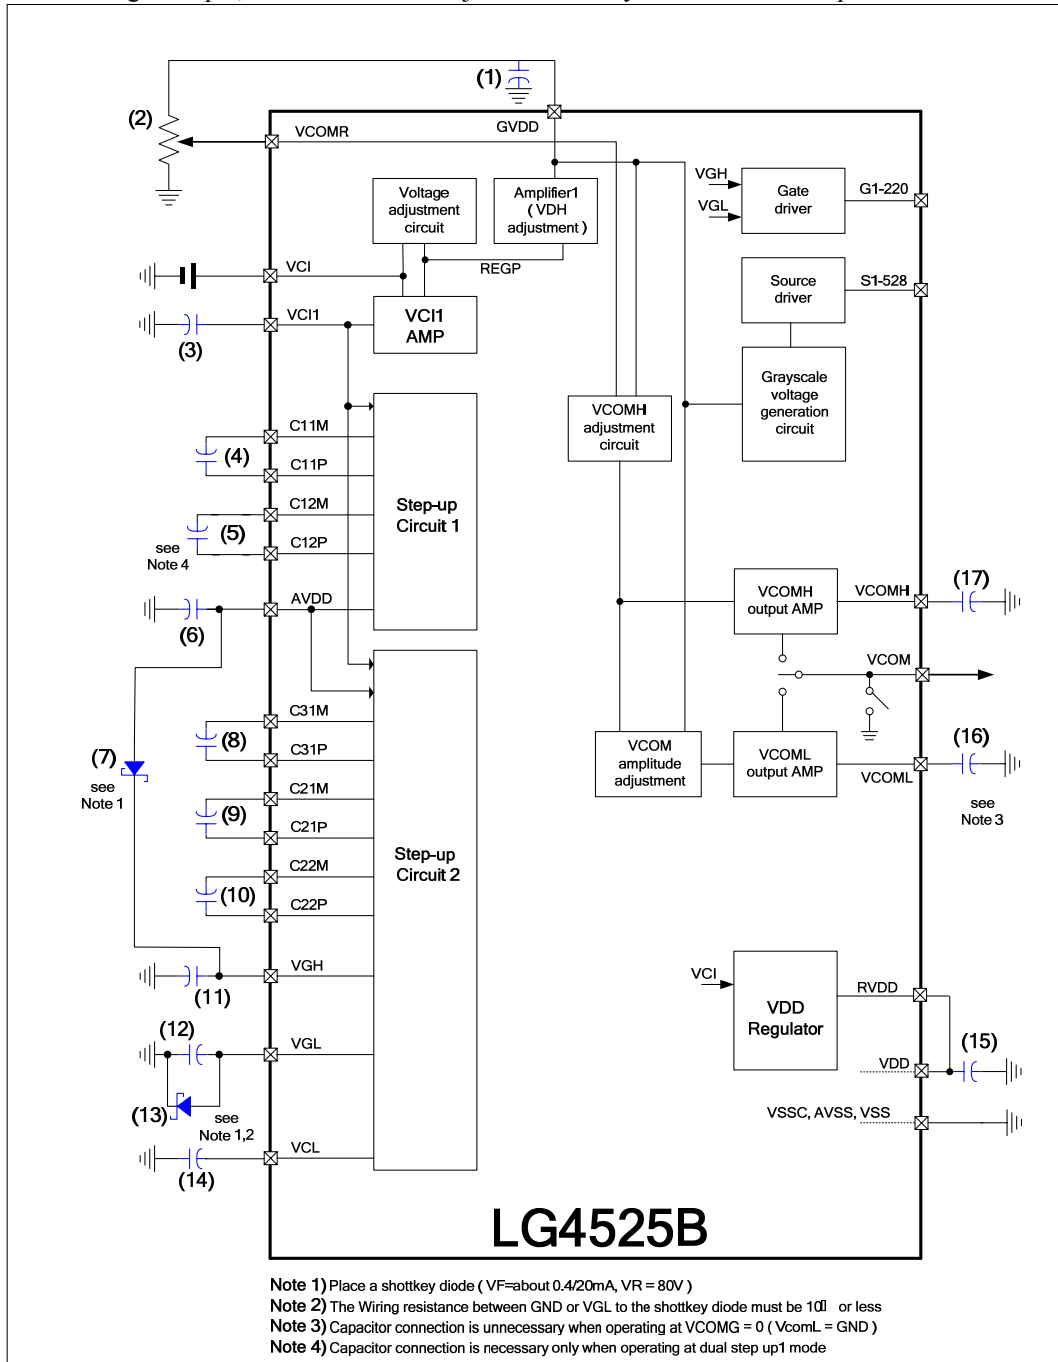 (1)
(2)
VCOMR
GVDD
Voltage
adjustment
circuit
Amplifier1
( VDH
adjustment )
VGH
VGL
Gate
driver
G1-220
REGP
VCI
VCI1
AMP
VCI1
(3)
Source
driver
S1-528
Grayscale
voltage
generation
circuit
VCOMH
adjustment
circuit
C11M
(4)
C11P
C12M
(5)
see
Note 4
C12P
Step-up
Circuit 1
AVDD
(6)
VCOMH
output AMP
VCOMH
(17)
VCOM
C31M
(8)
C31P
(7)
see
Note 1
C21M
(9)
C21P
VCOM
amplitude
adjustment
VCOML
output AMP
VCOML
(16)
see
Note 3
Step-up
Circuit 2
C22M
(10)
C22P
VGH
(11)
(12)
VGL
(13)
see
Note 1,2
VCL
(14)
VCI
VDD
Regulator
RVDD
VDD
(15)
VSSC, AVSS, VSS
LG4525B
Note 1) Place a shottkey diode ( VF=about 0.4/20mA, VR = 80V )
Note 2) The Wiring resistance between GND or VGL to the shottkey diode must be 10 or less
Note 3) Capacitor connection is unnecessary when operating at VCOMG = 0 ( VcomL = GND )
Note 4) Capacitor connection is necessary only when operating at dual step up1 mode